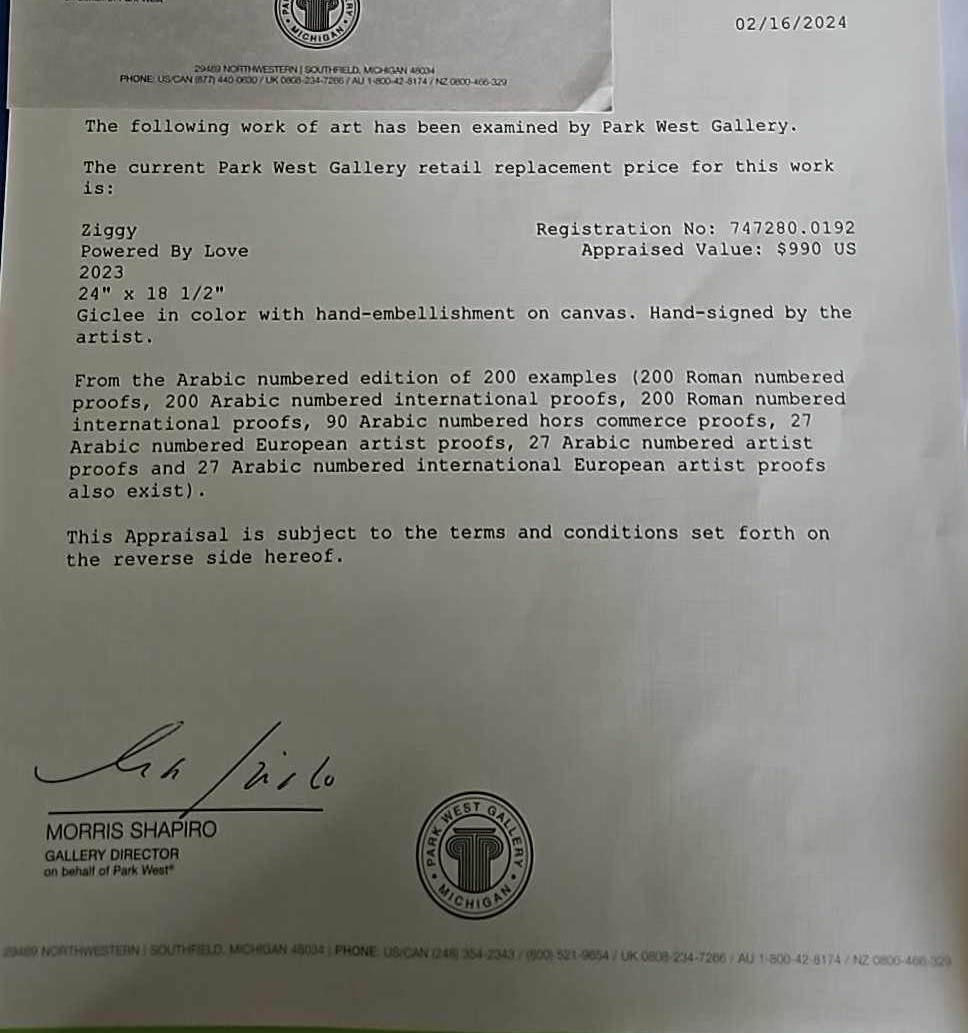 MICHIGAN
29469 NORTHWESTERN | SOUTHFIELD, MICHIGAN 48034
PHONE: US/CAN (877) 440-0630 / UK 0808-234-7266 / AU 1-800-42-8174 / NZ 0800-466-329
02/16/2024
The following work of art has been examined by Park West Gallery.
The current Park West Gallery retail replacement price for this work
is:
Ziggy
Registration No: 747280.0192
Powered By Love
Appraised Value: $990 US
2023
24" x 18 1/2"
Giclee in color with hand-embellishment on canvas. Hand-signed by the
artist.
From the Arabic numbered edition of 200 examples (200 Roman numbered
proofs, 200 Arabic numbered international proofs, 200 Roman numbered
international proofs, 90 Arabic numbered hors commerce proofs, 27
Arabic numbered European artist proofs, 27 Arabic numbered artist
proofs and 27 Arabic numbered international European artist proofs
also exist).
This Appraisal is subject to the terms and conditions set forth on
the reverse side hereof.
MORRIS SHAPIRO
GALLERY DIRECTOR
on behalf of Park West®
PARK WEST GALLERY
MICHIGAN
29469 NORTHWESTERN | SOUTHFIELD, MICHIGAN 48034 | PHONE: US/CAN (248) 354-2343 / (800) 521-9654 / UK 0808-234-7266 / AU 1-800-42-8174 / NZ 0800-466-329